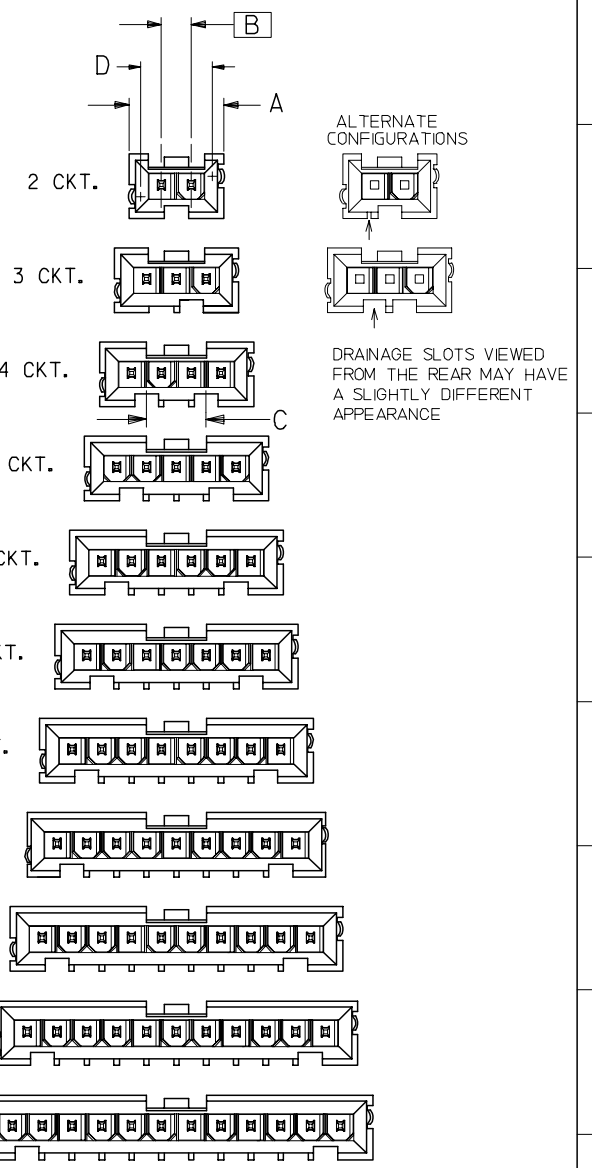 B
D
A
ALTERNATE
CONFIGURATIONS
2 CKT.
3 CKT.
DRAINAGE SLOTS VIEWED
FROM THE REAR MAY HAVE
A SLIGHTLY DIFFERENT
APPEARANCE
4 CKT.
C
CKT.
CKT.